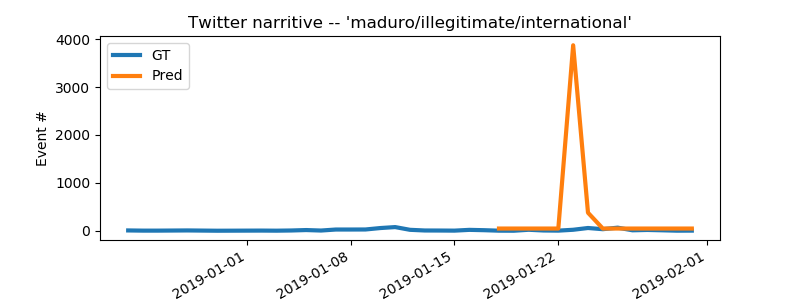 Twitter narritive -- 'maduro/illegitimate/international'
GT
Pred
Event #
4000
3000
2000
1000
0
2019-01-01
2019-01-08
2019-01-15
2019-01-22
2019-02-01